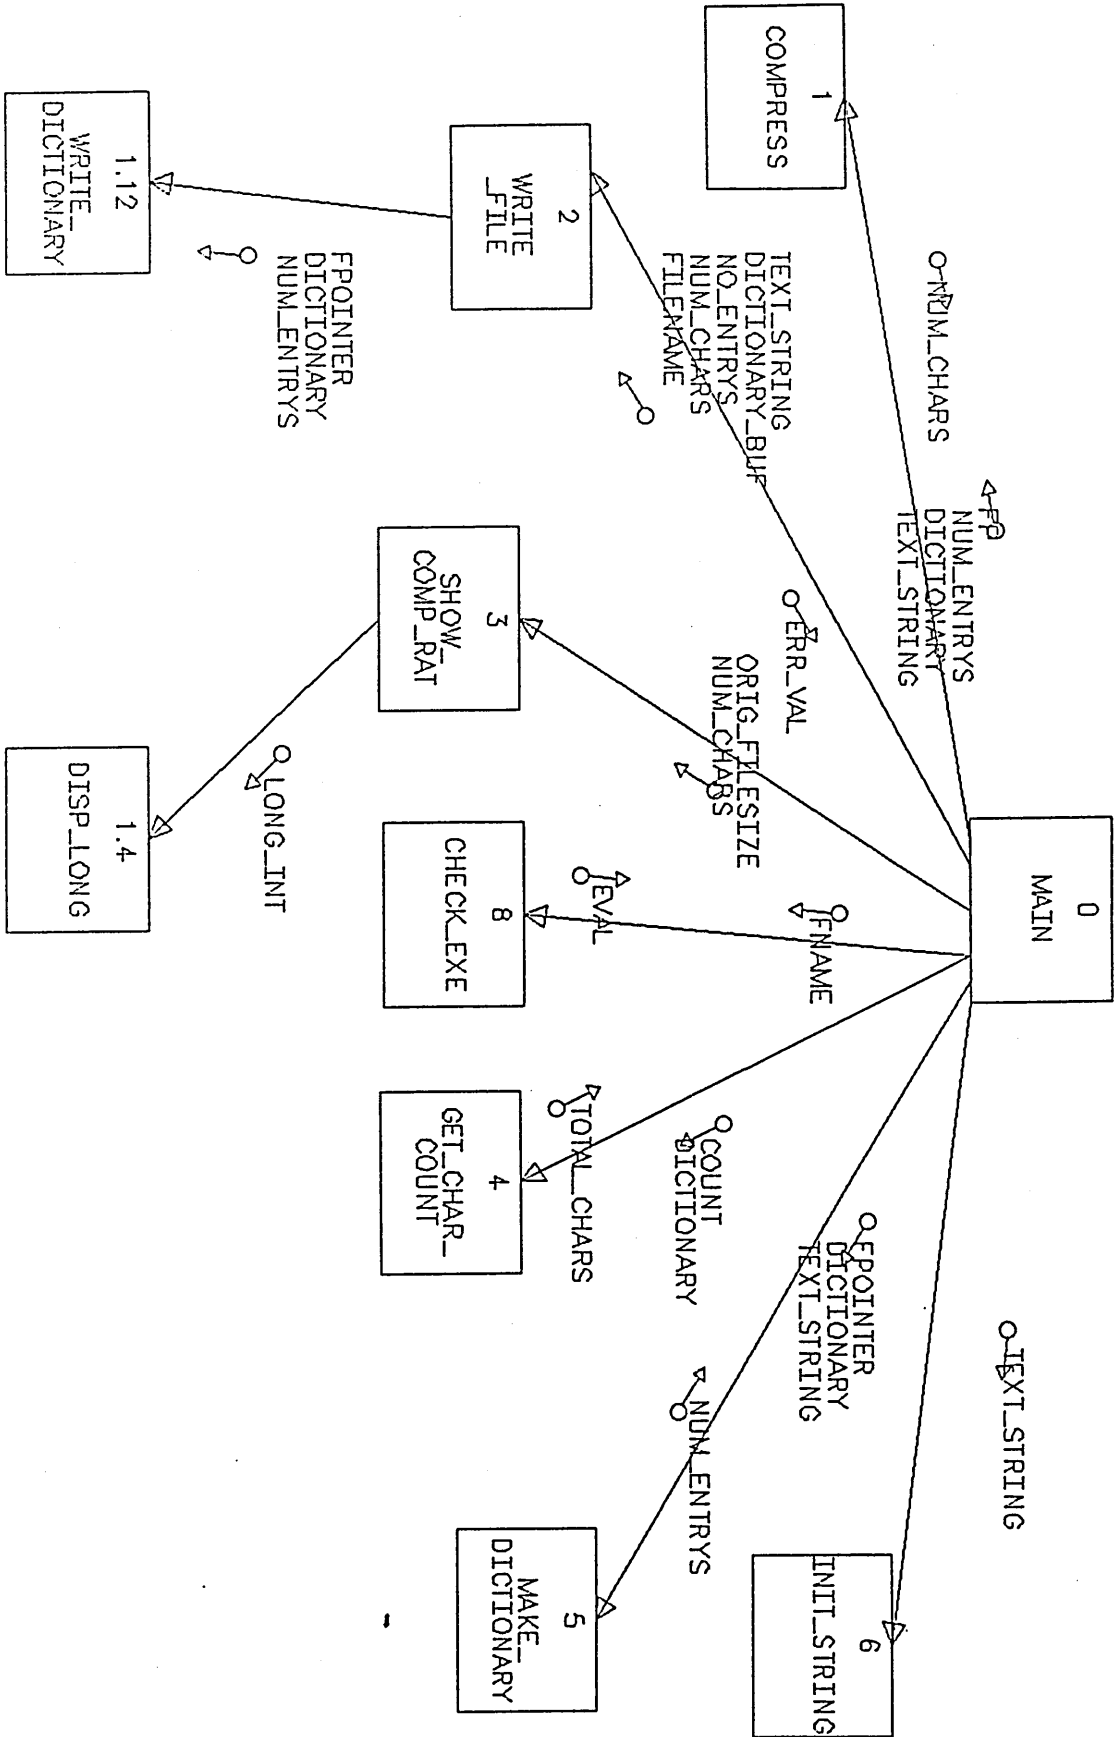 0
MAIN
1
COMPRESS
NUM_CHARS
FP
NUM_ENTRYS
DICTIONARY
TEXT_STRING
2
WRITE
_FILE
TEXT_STRING
DICTIONARY_BUF
NO_ENTRYS
NUM_CHARS
FILENAME
ERR_VAL
1.12
WRITE_
DICTIONARY
FPOINTER
DICTIONARY
NUM_ENTRYS
3
SHOW_
COMP_RAT
ORIG_FILESIZE
NUM_CHARS
1.4
DISP_LONG
LONG_INT
8
CHECK_EXE
FNAME
EVAL
4
GET_CHAR_
COUNT
COUNT
DICTIONARY
TOTAL_CHARS
5
MAKE_
DICTIONARY
FPOINTER
DICTIONARY
TEXT_STRING
NUM_ENTRYS
6
INIT_STRING
TEXT_STRING